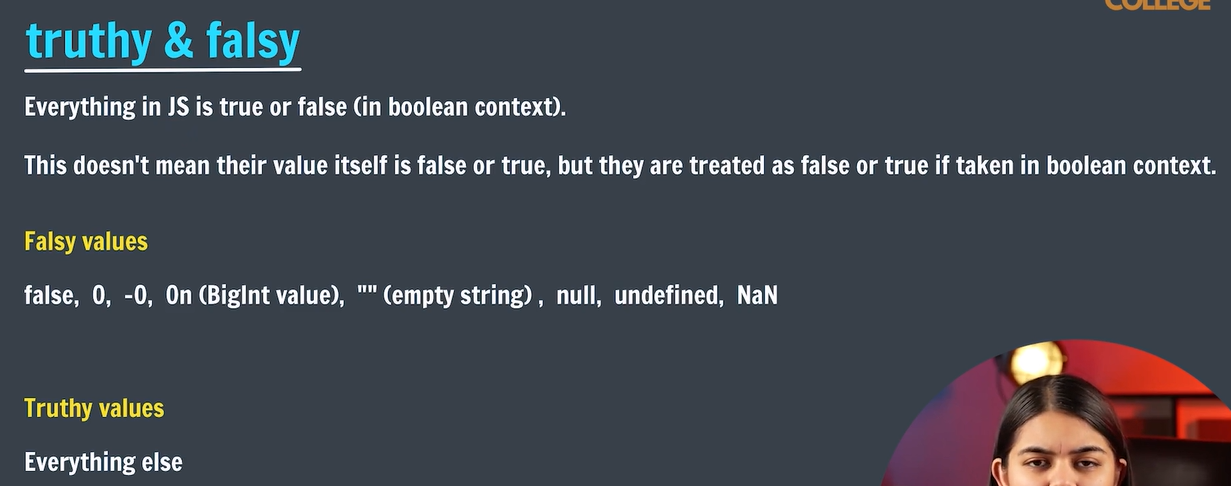 COLLEGE
truthy & falsy
Everything in JS is true or false (in boolean context).
This doesn't mean their value itself is false or true, but they are treated as false or true if taken in boolean context.
Falsy values
false, 0, -0, 0n (BigInt value), "" (empty string) , null, undefined, NaN
Truthy values
Everything else